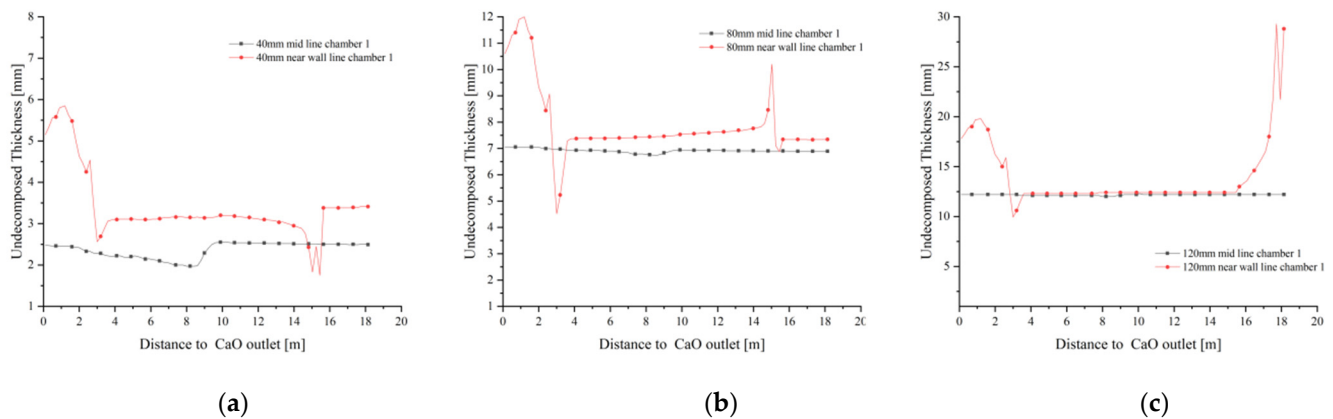 8
7
6
5
4
3
2
1
Undecomposed Thickness [mm]
40mm mid line chamber 1
40mm near wall line chamber 1
0 2 4 6 8 10 12 14 16 18 20
Distance to CaO outlet [m]
(a)
12
11
10
9
8
7
6
5
4
3
2
1
Undecomposed Thickness [mm]
80mm mid line chamber 1
80mm near wall line chamber 1
0 2 4 6 8 10 12 14 16 18 20
Distance to CaO outlet [m]
(b)
30
25
20
15
10
5
Undecomposed Thickness [mm]
120mm mid line chamber 1
120mm near wall line chamber 1
0 2 4 6 8 10 12 14 16 18 20
Distance to CaO outlet [m]
(c)